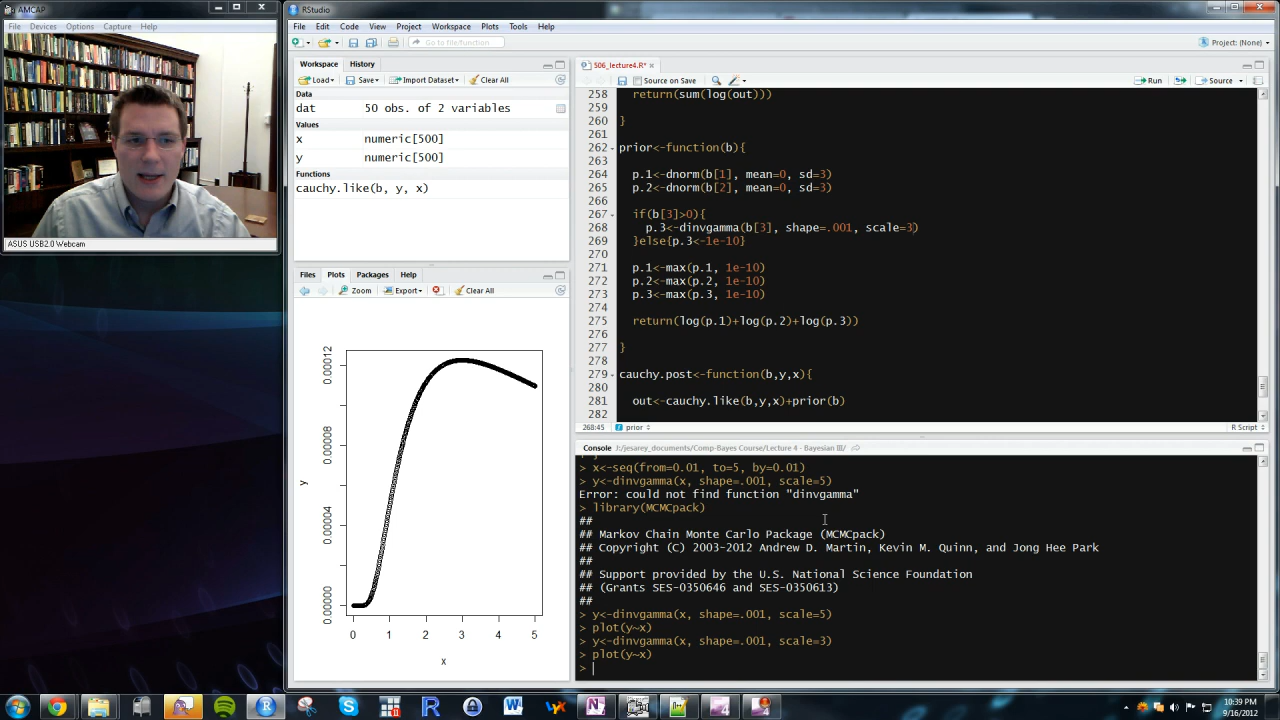 AMCAP
File Devices Options Capture Help
ASUS USB2.0 Webcam
RStudio
File Edit Code View Project Workspace Plots Tools Help
Go to file/function
Project: (None)
Workspace History
Load Save Import Dataset Clear All
Data
dat 50 obs. of 2 variables
Values
x numeric[500]
y numeric[500]
Functions
cauchy.like(b, y, x)
Files Plots Packages Help
Zoom Export Clear All
0.00012
0.00008
0.00004
0.00000
y
0 1 2 3 4 5
x
506_lecture4.R*
Source on Save Run Source
258 return(sum(log(out)))
259
260 }
261
262 prior<-function(b){
263
264 p.1<-dnorm(b[1], mean=0, sd=3)
265 p.2<-dnorm(b[2], mean=0, sd=3)
266
267 if(b[3]>0){
268 p.3<-dinvgamma(b[3], shape=.001, scale=3)
269 }else{p.3<-1e-10}
270
271 p.1<-max(p.1, 1e-10)
272 p.2<-max(p.2, 1e-10)
273 p.3<-max(p.3, 1e-10)
274
275 return(log(p.1)+log(p.2)+log(p.3))
276
277 }
278
279 cauchy.post<-function(b,y,x){
280
281 out<-cauchy.like(b,y,x)+prior(b)
282
268:45 prior R Script
Console J:/jesarey_documents/Comp-Bayes Course/Lecture 4 - Bayesian III/
> x<-seq(from=0.01, to=5, by=0.01)
> y<-dinvgamma(x, shape=.001, scale=5)
Error: could not find function "dinvgamma"
> library(MCMCpack)
##
## Markov Chain Monte Carlo Package (MCMCpack)
## Copyright (C) 2003-2012 Andrew D. Martin, Kevin M. Quinn, and Jong Hee Park
##
## Support provided by the U.S. National Science Foundation
## (Grants SES-0350646 and SES-0350613)
##
> y<-dinvgamma(x, shape=.001, scale=5)
> plot(y~x)
> y<-dinvgamma(x, shape=.001, scale=3)
> plot(y~x)
>
10:39 PM
9/16/2012